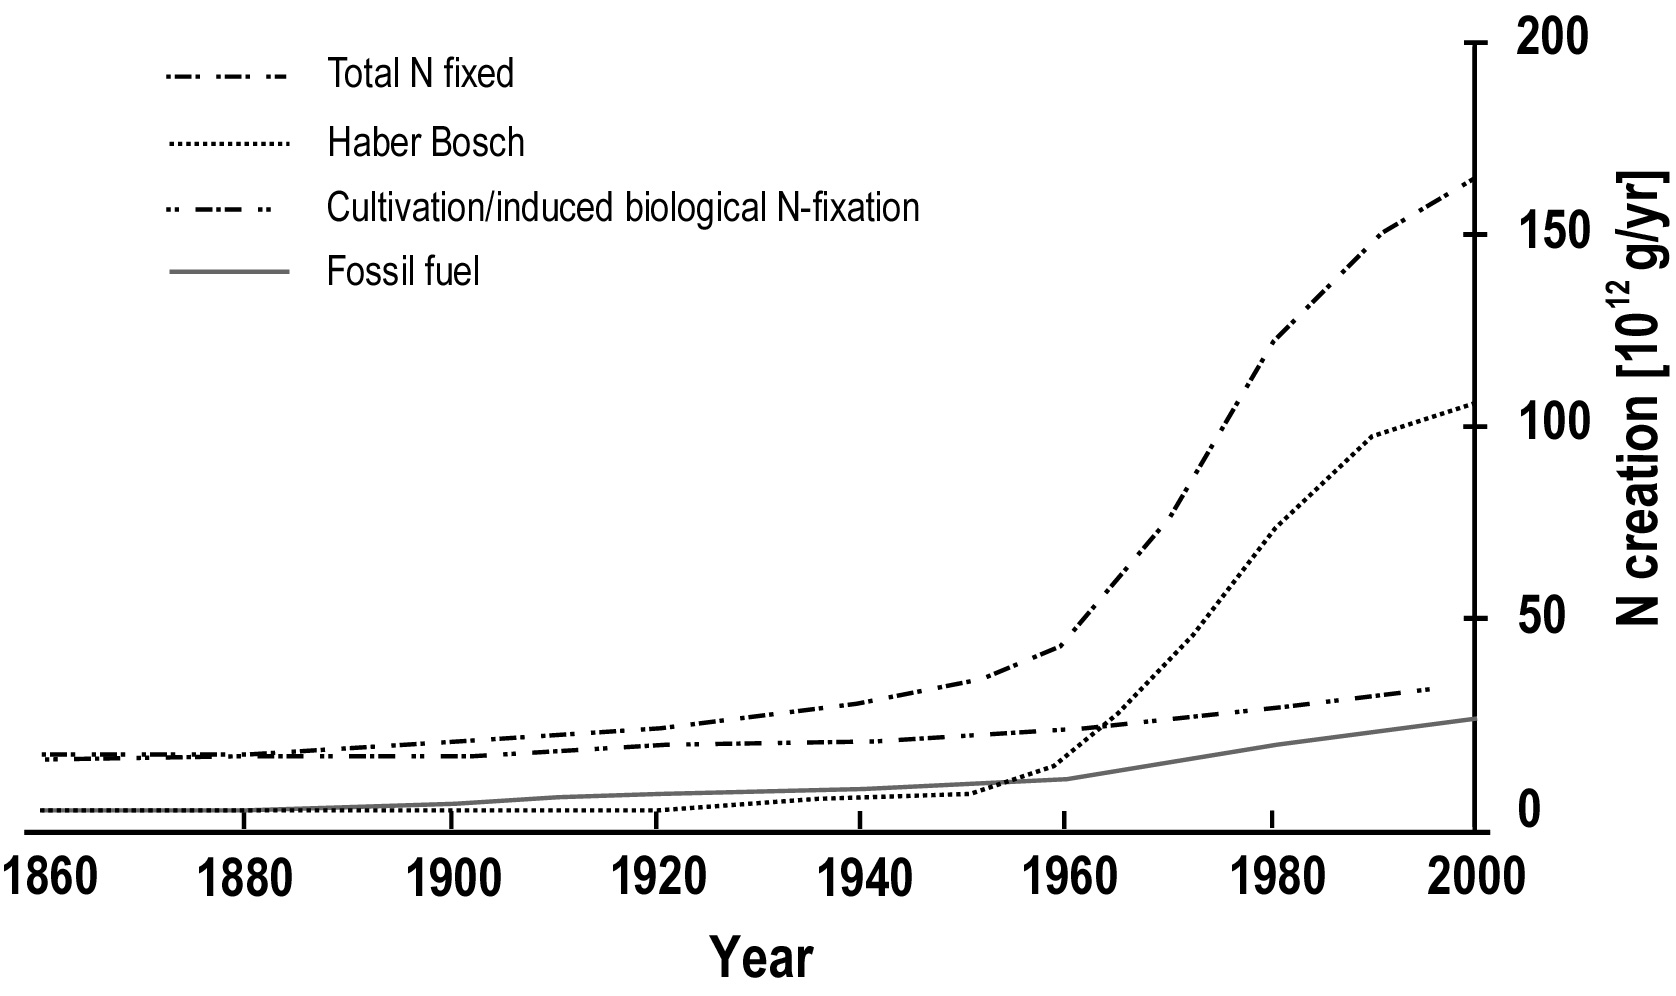 Total N fixed
Haber Bosch
Cultivation/induced biological N-fixation
Fossil fuel
200
150
100
50
0
N creation [10¹² g/yr]
1860 1880 1900 1920 1940 1960 1980 2000
Year